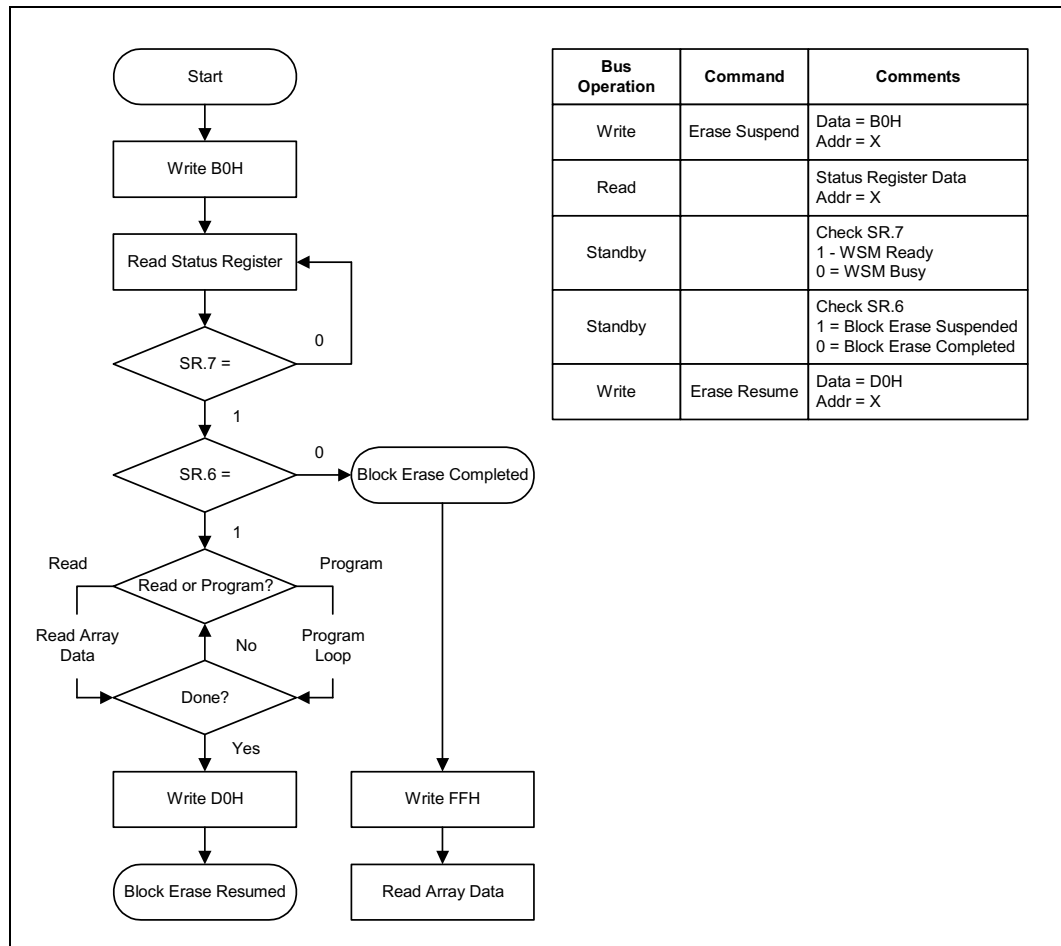 Start
Write B0H
Read Status Register
0
SR.7 =
1
0
SR.6 =
Block Erase Completed
1
Read
Program
Read or Program?
Read Array
Data
No
Program
Loop
Done?
Yes
Write D0H
Write FFH
Block Erase Resumed
Read Array Data
Bus
Operation
Command
Comments
Write
Erase Suspend
Data = B0H
Addr = X
Read
Status Register Data
Addr = X
Standby
Check SR.7
1 - WSM Ready
0 = WSM Busy
Standby
Check SR.6
1 = Block Erase Suspended
0 = Block Erase Completed
Write
Erase Resume
Data = D0H
Addr = X